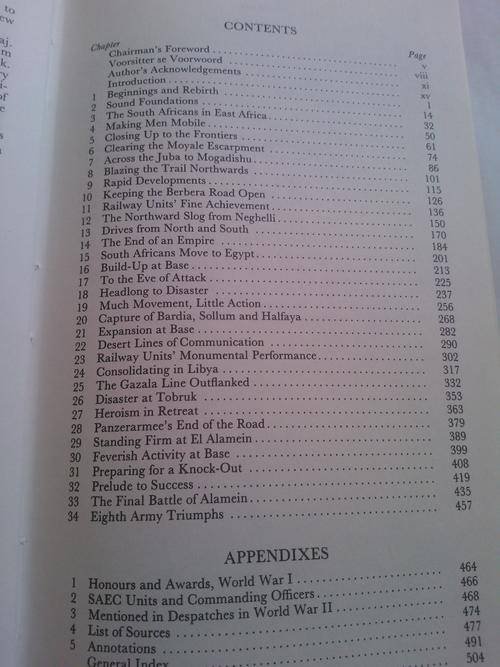 CONTENTS
Chapter Page
Chairman's Foreword v
Voorsitter se Voorwoord viii
Author's Acknowledgements xi
Introduction xv
1 Beginnings and Rebirth 1
2 Sound Foundations 14
3 The South Africans in East Africa 32
4 Making Men Mobile 50
5 Closing Up to the Frontiers 61
6 Clearing the Moyale Escarpment 74
7 Across the Juba to Mogadishu 86
8 Blazing the Trail Northwards 101
9 Rapid Developments 115
10 Keeping the Berbera Road Open 126
11 Railway Units' Fine Achievement 136
12 The Northward Slog from Neghelli 150
13 Drives from North and South 170
14 The End of an Empire 184
15 South Africans Move to Egypt 201
16 Build-Up at Base 213
17 To the Eve of Attack 225
18 Headlong to Disaster 237
19 Much Movement, Little Action 256
20 Capture of Bardia, Sollum and Halfaya 268
21 Expansion at Base 282
22 Desert Lines of Communication 290
23 Railway Units' Monumental Performance 302
24 Consolidating in Libya 317
25 The Gazala Line Outflanked 332
26 Disaster at Tobruk 353
27 Heroism in Retreat 363
28 Panzerarmee's End of the Road 379
29 Standing Firm at El Alamein 389
30 Feverish Activity at Base 399
31 Preparing for a Knock-Out 408
32 Prelude to Success 419
33 The Final Battle of Alamein 435
34 Eighth Army Triumphs 457
APPENDIXES
1 Honours and Awards, World War I 464
2 SAEC Units and Commanding Officers 466
3 Mentioned in Despatches in World War II 468
4 List of Sources 474
5 Annotations 477
General Index 491
504